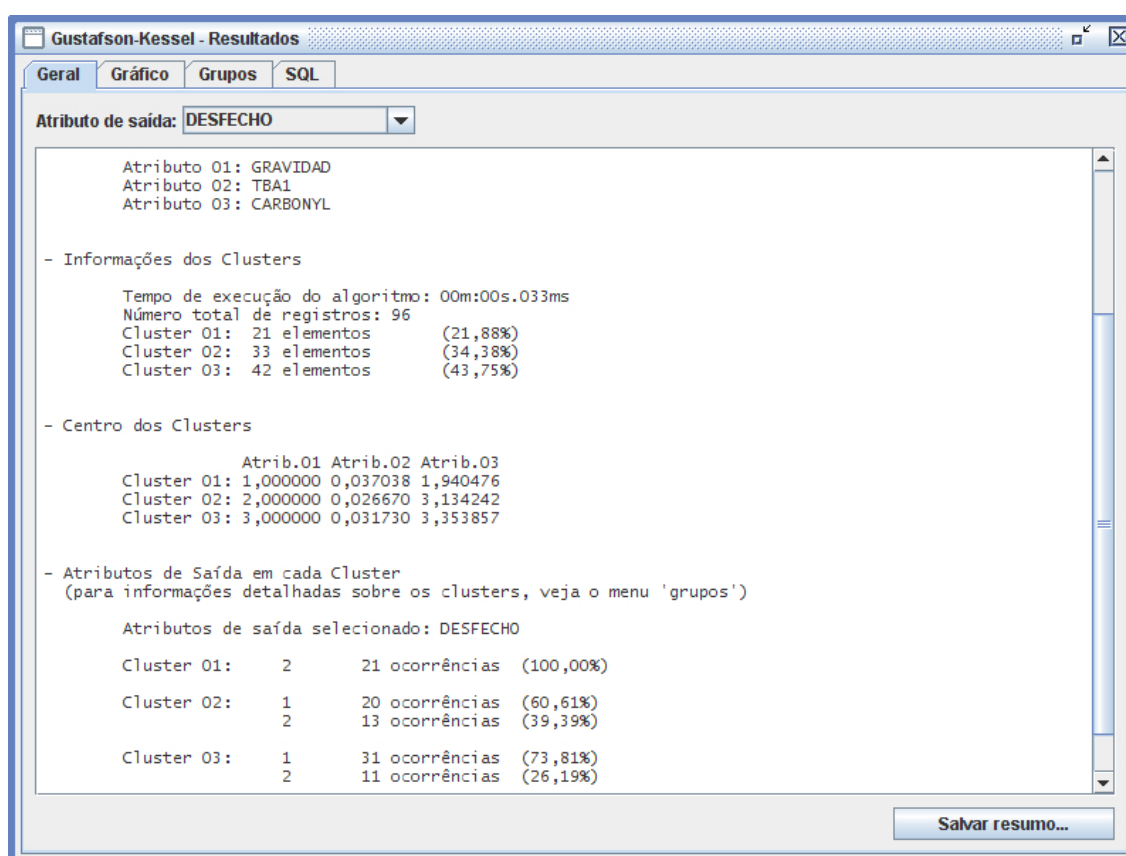 Gustafson-Kessel - Resultados
Geral Gráfico Grupos SQL
Atributo de saída: DESFECHO
Atributo 01: GRAVIDAD
Atributo 02: TBA1
Atributo 03: CARBONYL
- Informações dos Clusters
Tempo de execução do algoritmo: 00m:00s.033ms
Número total de registros: 96
Cluster 01: 21 elementos (21,88%)
Cluster 02: 33 elementos (34,38%)
Cluster 03: 42 elementos (43,75%)
- Centro dos Clusters
Atrib.01 Atrib.02 Atrib.03
Cluster 01: 1,000000 0,037038 1,940476
Cluster 02: 2,000000 0,026670 3,134242
Cluster 03: 3,000000 0,031730 3,353857
- Atributos de Saída em cada Cluster
(para informações detalhadas sobre os clusters, veja o menu 'grupos')
Atributos de saída selecionado: DESFECHO
Cluster 01: 2 21 ocorrências (100,00%)
Cluster 02: 1 20 ocorrências (60,61%)
2 13 ocorrências (39,39%)
Cluster 03: 1 31 ocorrências (73,81%)
2 11 ocorrências (26,19%)
Salvar resumo...